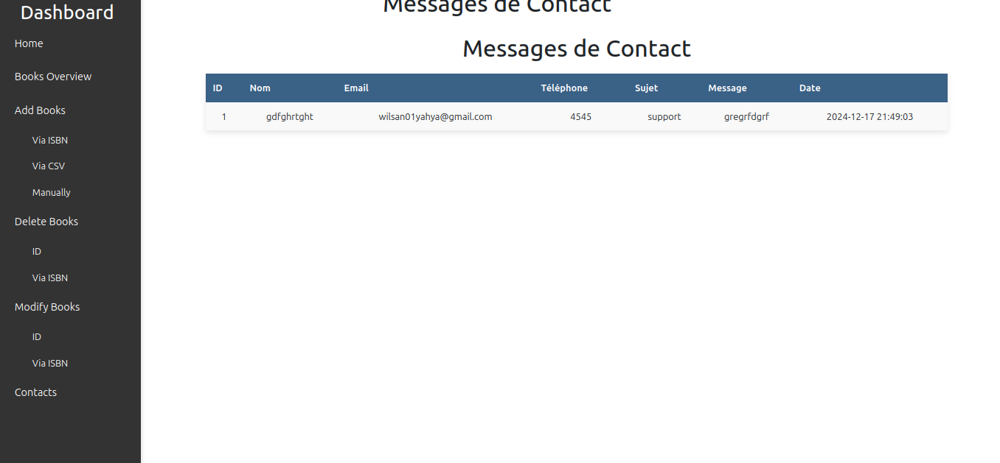 Dashboard
Home
Books Overview
Add Books
Via ISBN
Via CSV
Manually
Delete Books
ID
Via ISBN
Modify Books
ID
Via ISBN
Contacts
Messages de Contact
Messages de Contact
ID Nom Email Téléphone Sujet Message Date
1 gdfghrtght wilsan01yahya@gmail.com 4545 support gregrfdgrf 2024-12-17 21:49:03